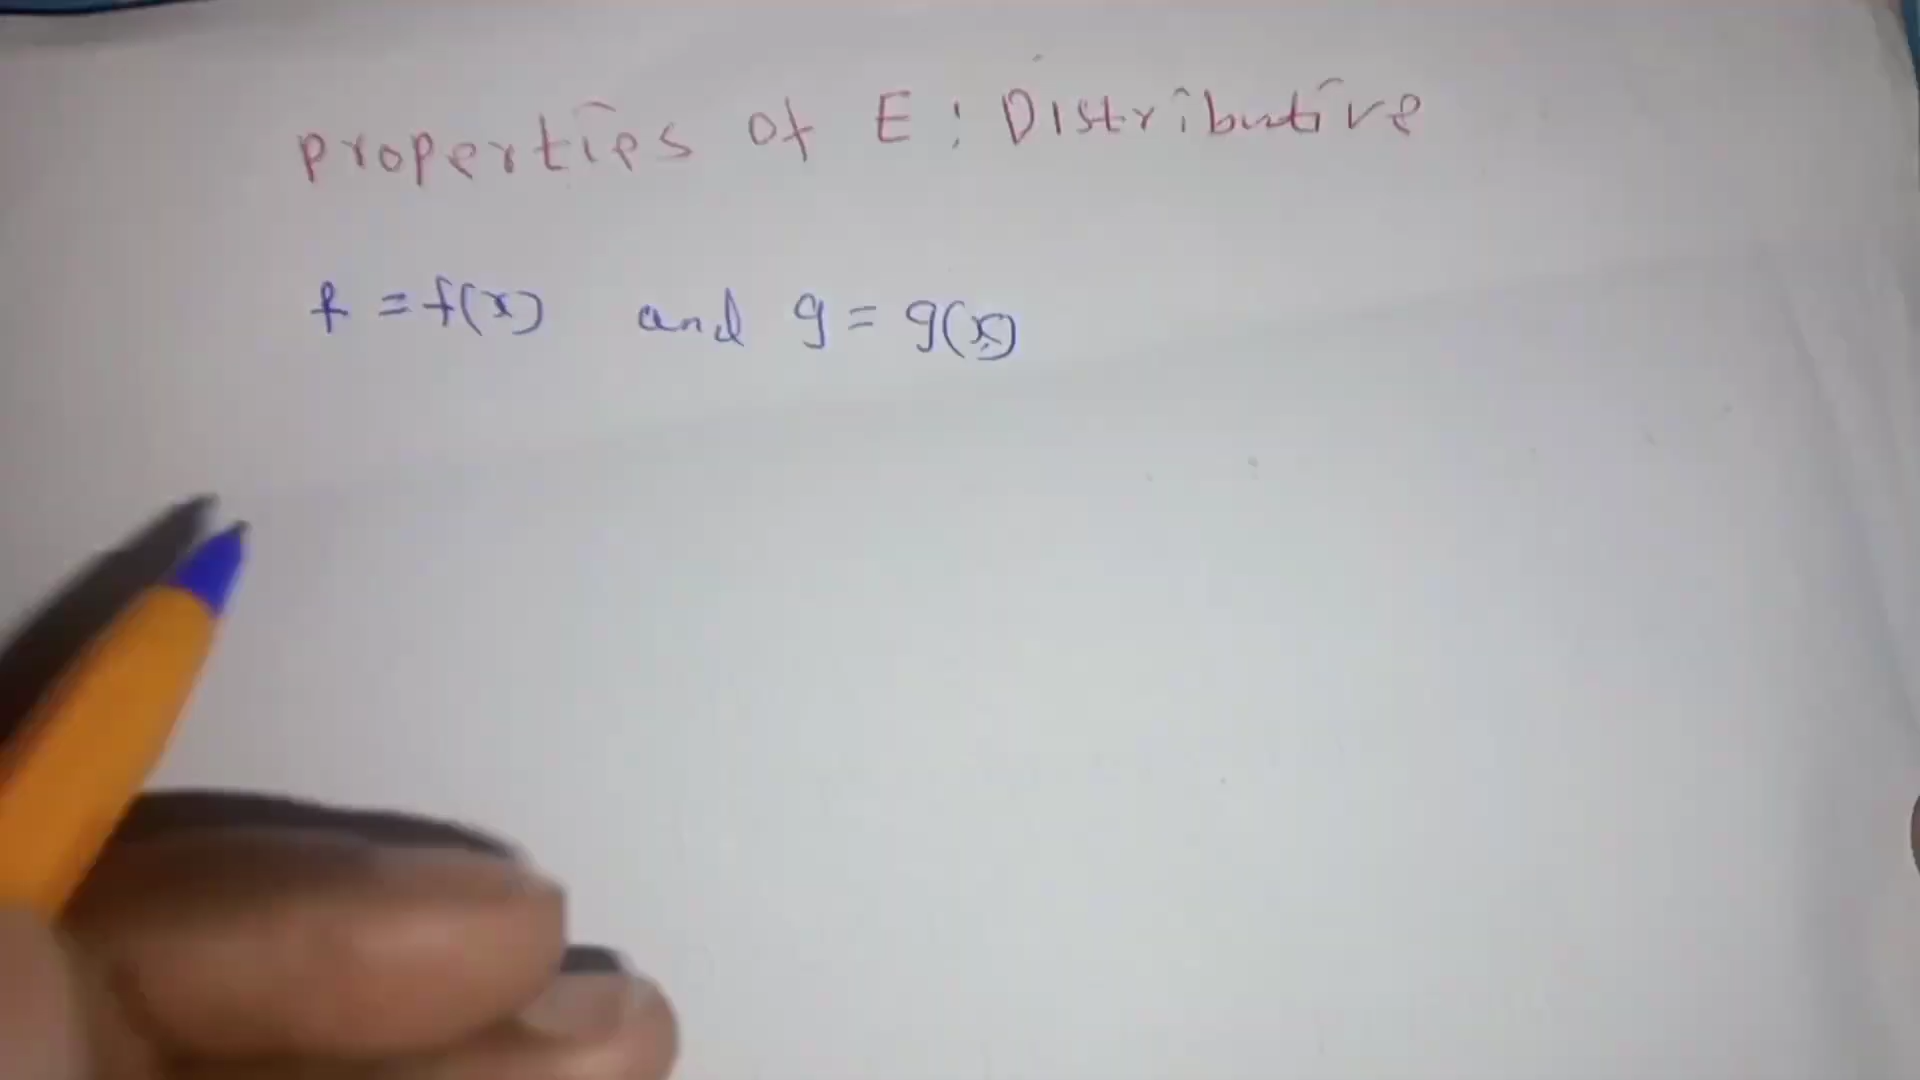 Properties of E : Distributive
f = f(x) and g = g(x)